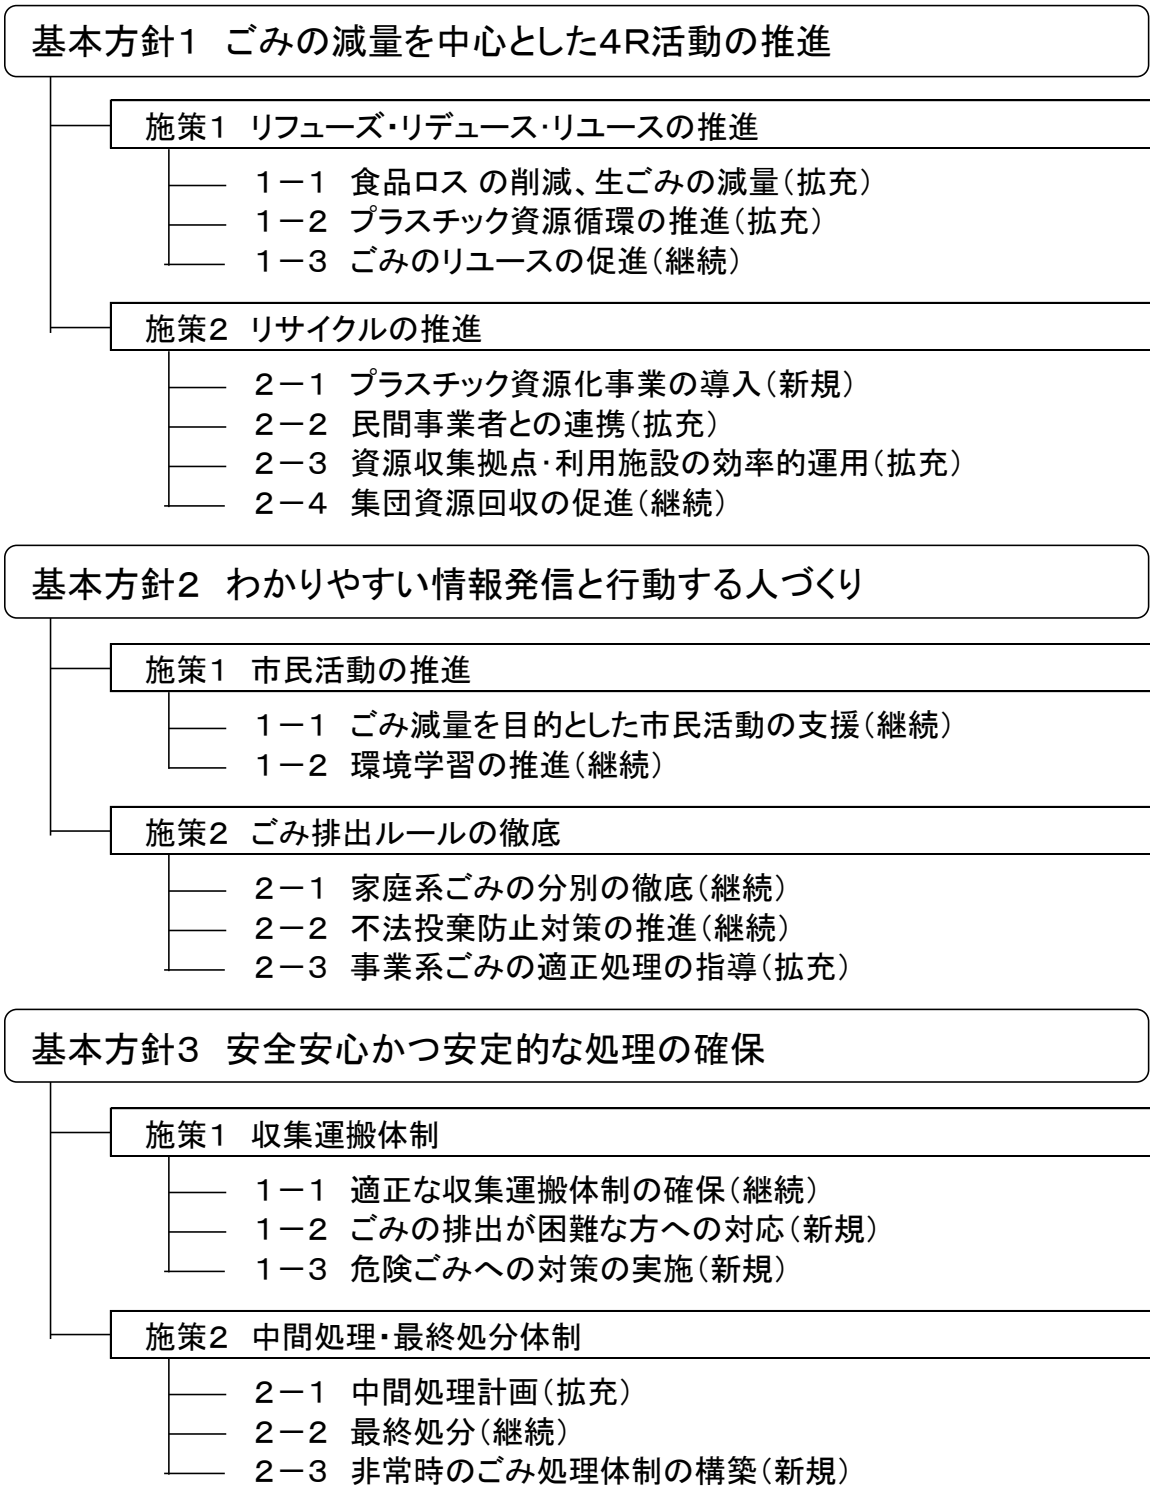 基本方針１　ごみの減量を中心とした４Ｒ活動の推進
施策１　リフューズ・リデュース・リユースの推進
１－１　食品ロス の削減、生ごみの減量（拡充）
１－２　プラスチック資源循環の推進（拡充）
１－３　ごみのリユースの促進（継続）
施策２　リサイクルの推進
２－１　プラスチック資源化事業の導入（新規）
２－２　民間事業者との連携（拡充）
２－３　資源収集拠点・利用施設の効率的運用（拡充）
２－４　集団資源回収の促進（継続）
基本方針２　わかりやすい情報発信と行動する人づくり
施策１　市民活動の推進
１－１　ごみ減量を目的とした市民活動の支援（継続）
１－２　環境学習の推進（継続）
施策２　ごみ排出ルールの徹底
２－１　家庭系ごみの分別の徹底（継続）
２－２　不法投棄防止対策の推進（継続）
２－３　事業系ごみの適正処理の指導（拡充）
基本方針３　安全安心かつ安定的な処理の確保
施策１　収集運搬体制
１－１　適正な収集運搬体制の確保（継続）
１－２　ごみの排出が困難な方への対応（新規）
１－３　危険ごみへの対策の実施（新規）
施策２　中間処理・最終処分体制
２－１　中間処理計画（拡充）
２－２　最終処分（継続）
２－３　非常時のごみ処理体制の構築（新規）